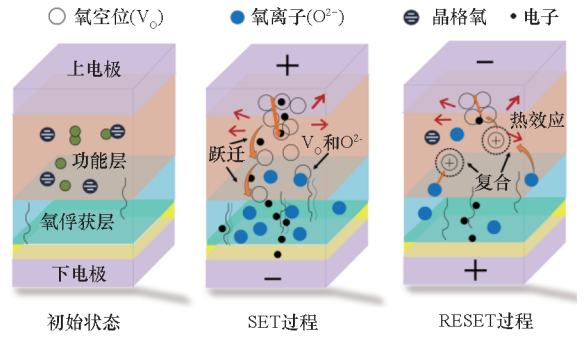 氧空位(V_O) 氧离子(O²⁻) 晶格氧 电子
上电极
功能层
氧俘获层
下电极
初始状态
+
跃迁
V_O和O²⁻
−
SET过程
−
热效应
复合
+
RESET过程